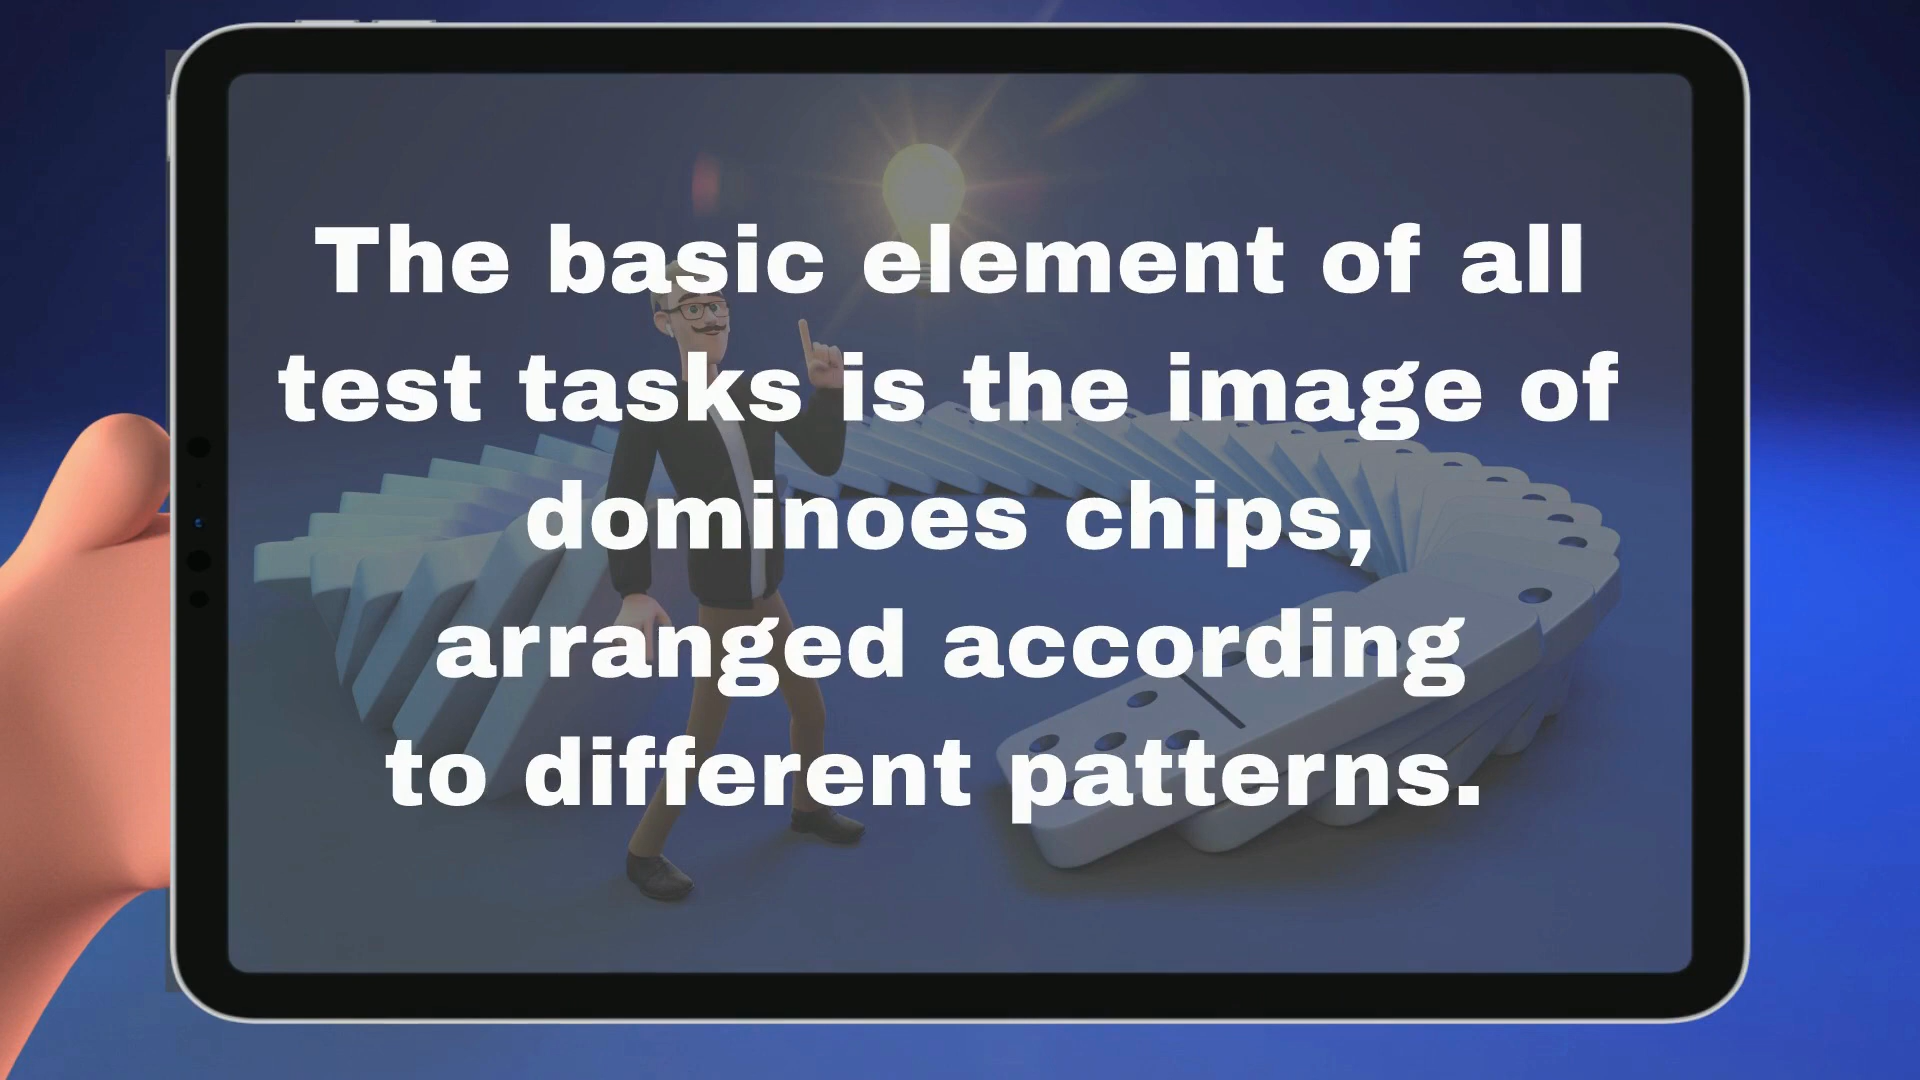 The basic element of all
test tasks is the image of
dominoes chips,
arranged according
to different patterns.